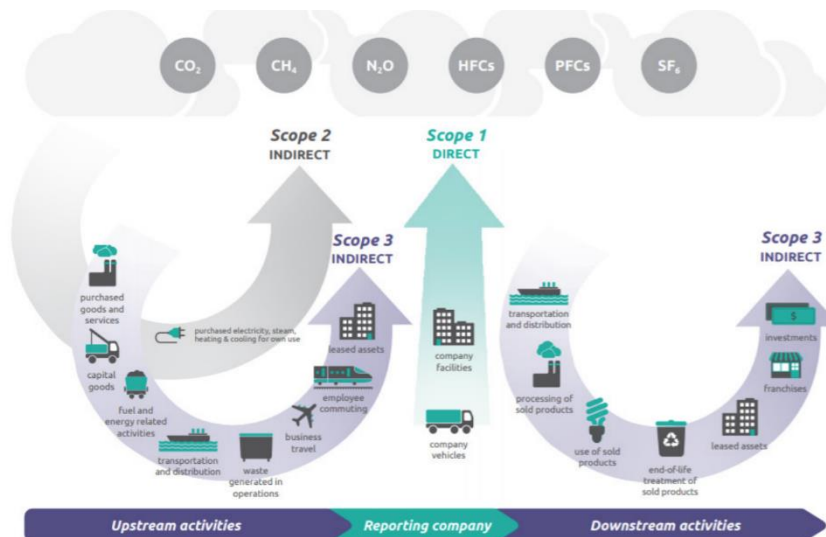 CO₂
CH₄
N₂O
HFCs
PFCs
SF₆
Scope 2
INDIRECT
Scope 1
DIRECT
Scope 3
INDIRECT
Scope 3
INDIRECT
purchased
goods and
services
capital
goods
fuel and
energy related
activities
transportation
and distribution
waste
generated in
operations
business
travel
employee
commuting
leased assets
purchased electricity, steam,
heating & cooling for own use
company
facilities
company
vehicles
transportation
and distribution
processing of
sold products
use of sold
products
end-of-life
treatment of
sold products
leased assets
franchises
$
investments
Upstream activities
Reporting company
Downstream activities